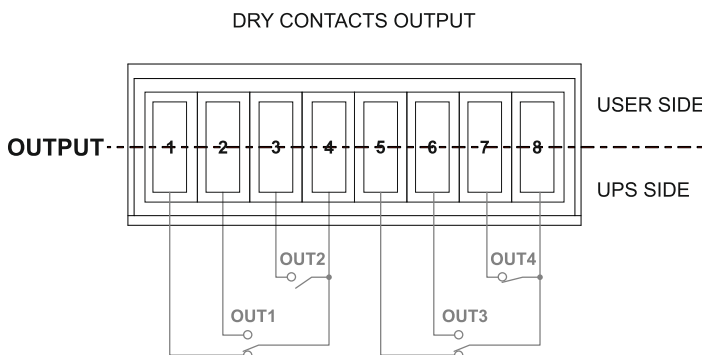 DRY CONTACTS OUTPUT
USER SIDE
OUTPUT 1 2 3 4 5 6 7 8
UPS SIDE
OUT2 OUT4
OUT1 OUT3